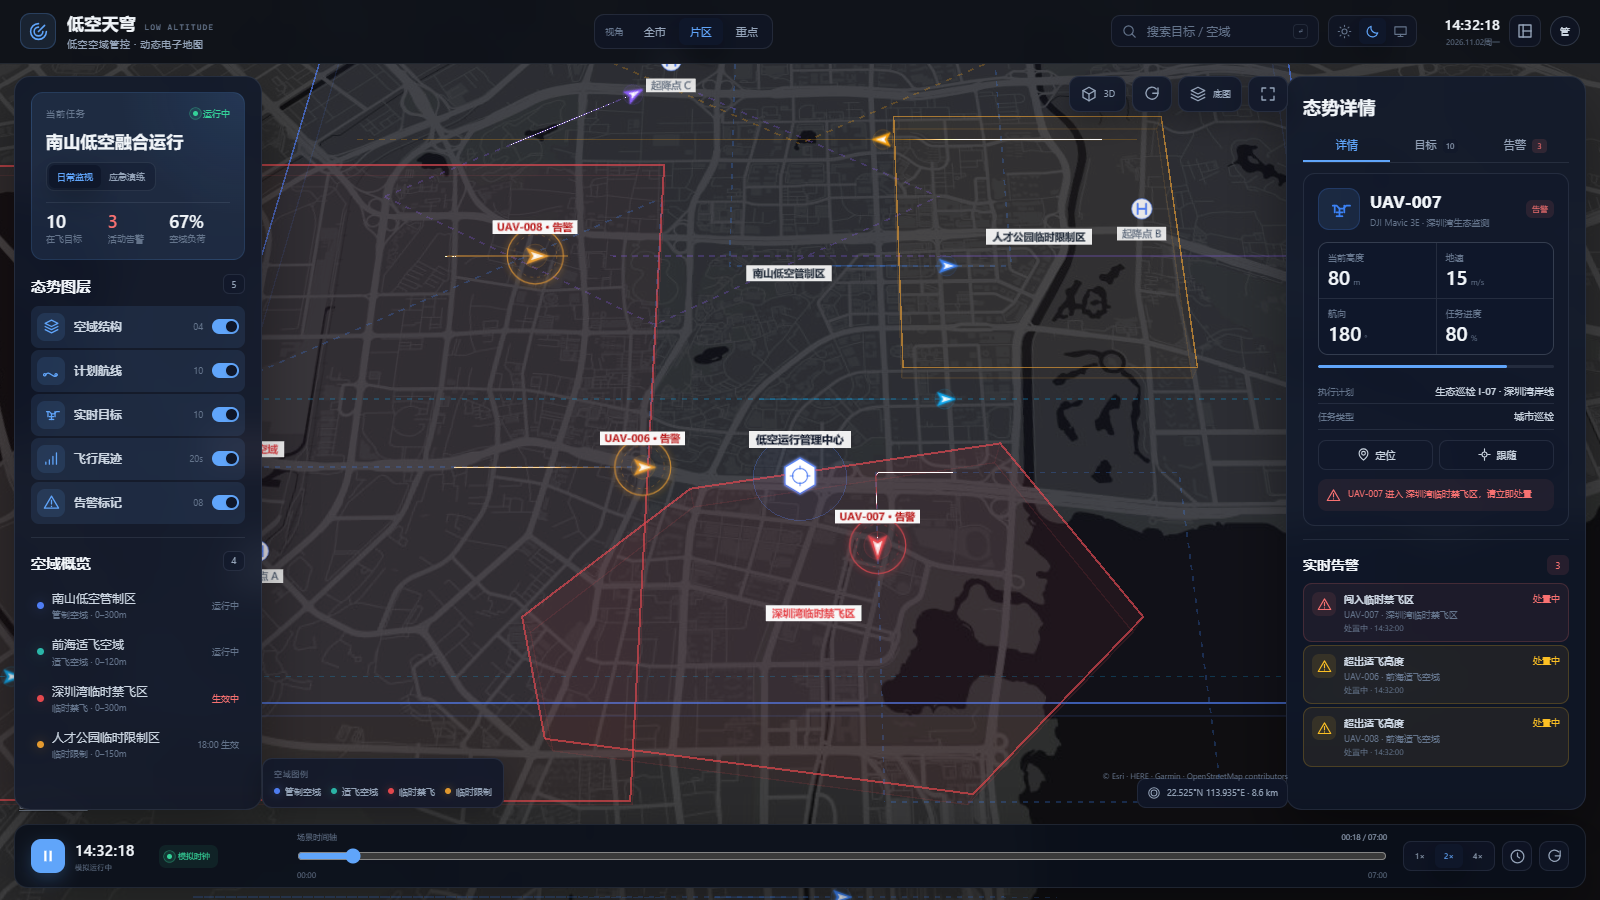 低空天穹 LOW ALTITUDE
低空空域管控 · 动态电子地图
视角 全市 片区 重点
搜索目标 / 空域
14:32:18
2026.11.02周一
管
当前任务 运行中
南山低空融合运行
日常监视 应急演练
10 3 67%
在飞目标 活动告警 空域负荷
态势图层 5
空域结构 04
计划航线 10
实时目标 10
飞行尾迹 20s
告警标记 08
空域概览 4
南山低空管制区
管制空域 · 0–300m
运行中
前海适飞空域
适飞空域 · 0–120m
运行中
深圳湾临时禁飞区
临时禁飞 · 0–300m
生效中
人才公园临时限制区
临时限制 · 0–150m
18:00 生效
起降点 C
3D
底图
UAV-008 • 告警
人才公园临时限制区
H
起降点 B
南山低空管制区
UAV-006 • 告警
低空运行管理中心
空域
UAV-007 • 告警
点 A
深圳湾临时禁飞区
空域图例
管制空域 适飞空域 临时禁飞 临时限制
© Esri · HERE · Garmin · OpenStreetMap contributors
22.525°N 113.935°E · 8.6 km
态势详情
详情 目标 10 告警 3
UAV-007
DJI Mavic 3E · 深圳湾生态监测
告警
当前高度 地速
80 m 15 m/s
航向 任务进度
180 ° 80 %
执行计划 生态巡检 I-07 · 深圳湾岸线
任务类型 城市巡检
定位 跟随
UAV-007 进入 深圳湾临时禁飞区，请立即处置
实时告警 3
闯入临时禁飞区 处置中
UAV-007 · 深圳湾临时禁飞区
处置中 · 14:32:00
超出适飞高度 处置中
UAV-006 · 前海适飞空域
处置中 · 14:32:00
超出适飞高度 处置中
UAV-008 · 前海适飞空域
处置中 · 14:32:00
14:32:18
模拟运行中
模拟时钟
场景时间轴 00:18 / 07:00
00:00 07:00
1× 2× 4×